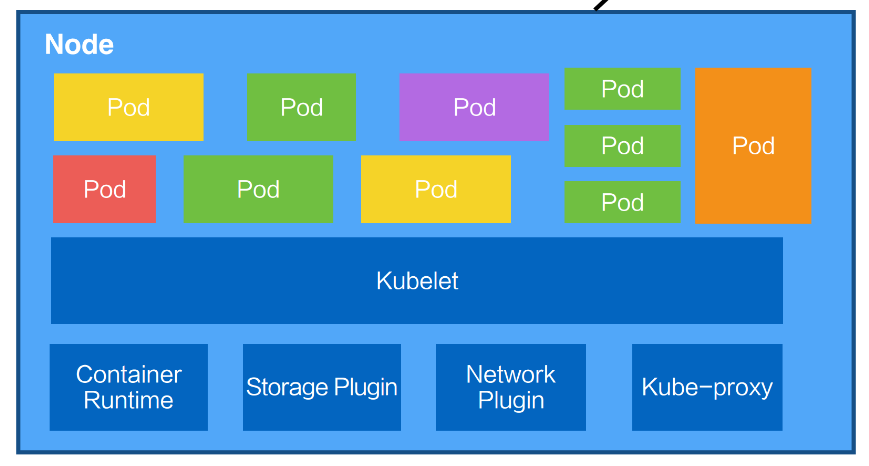 Node
Pod
Pod
Pod
Pod
Pod
Pod
Pod
Pod
Pod
Pod
Pod
Kubelet
Container
Runtime
Storage Plugin
Network
Plugin
Kube-proxy